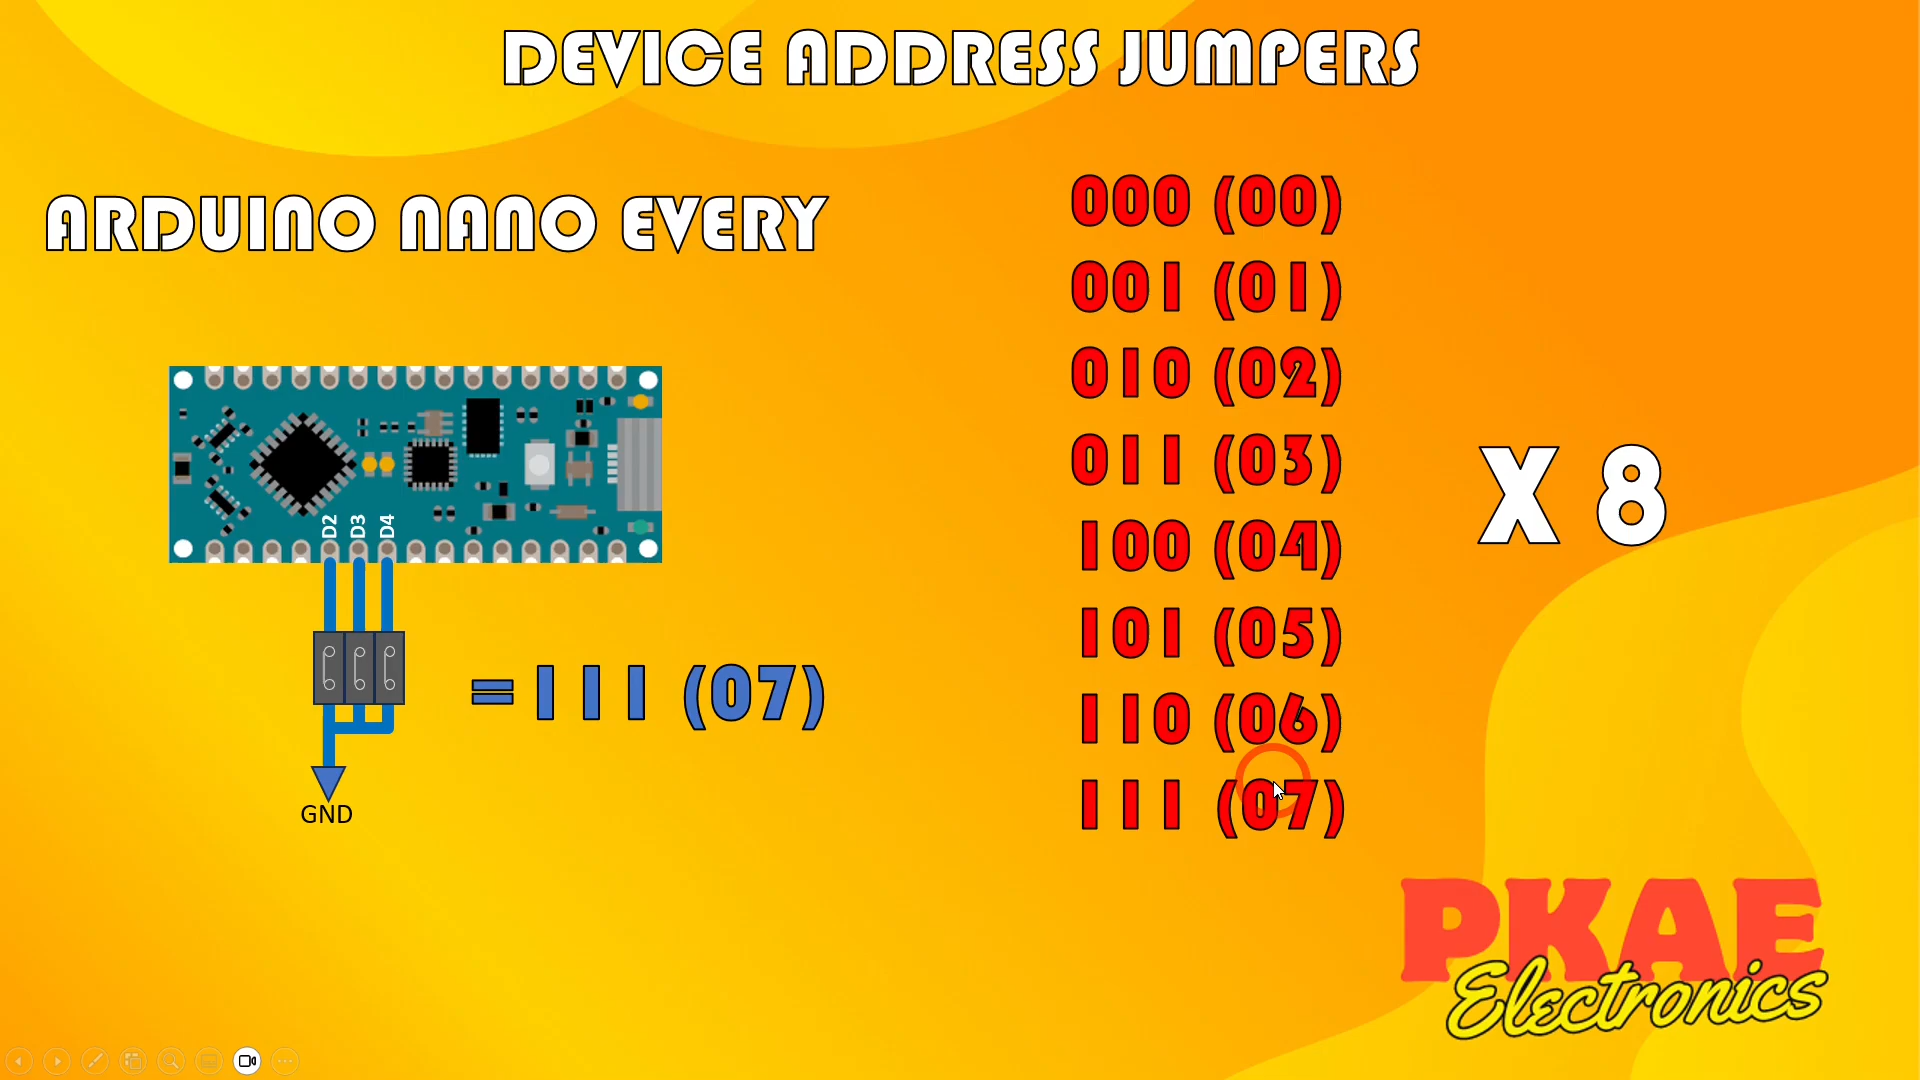 DEVICE ADDRESS JUMPERS
ARDUINO NANO EVERY
D2 D3 D4
= 111 (07)
GND
000 (00)
001 (01)
010 (02)
011 (03)
100 (04)
101 (05)
110 (06)
111 (07)
X 8
PKAE
Electronics